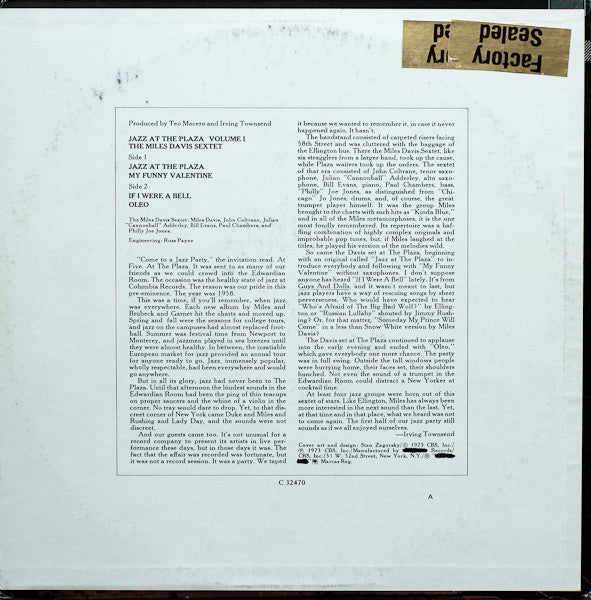 Factory
Sealed
ry
ed
Produced by Teo Macero and Irving Townsend
JAZZ AT THE PLAZA VOLUME I
THE MILES DAVIS SEXTET
Side 1
JAZZ AT THE PLAZA
MY FUNNY VALENTINE
Side 2
IF I WERE A BELL
OLEO
The Miles Davis Sextet: Miles Davis, John Coltrane, Julian
"Cannonball" Adderley, Bill Evans, Paul Chambers, and
Philly Joe Jones.
Engineering: Russ Payne
"Come to a Jazz Party," the invitation read. At
Five. At The Plaza. It was sent to as many of our
friends as we could crowd into the Edwardian
Room. The occasion was the healthy state of jazz at
Columbia Records. The reason was our pride in this
pre-eminence. The year was 1958.
This was a time, if you'll remember, when jazz
was everywhere. Each new album by Miles and
Brubeck and Garner hit the charts and moved up.
Spring and fall were the seasons for college tours,
and jazz on the campuses had almost replaced foot-
ball. Summer was festival time from Newport to
Monterey, and jazzmen played in sea breezes until
they were almost healthy. In between, the insatiable
European market for jazz provided an annual tour
for anyone ready to go. Jazz, immensely popular,
wholly respectable, had been everywhere and would
go anywhere.
But in all its glory, jazz had never been to The
Plaza. Until that afternoon the loudest sounds in the
Edwardian Room had been the ping of thin teacups
on proper saucers and the whine of a violin in the
corner. No tray would dare to drop. Yet, to that dis-
creet corner of New York came Duke and Miles and
Rushing and Lady Day, and the sounds were not
discreet.
And our guests came too. It's not unusual for a
record company to present its artists in live per-
formance these days, but in those days it was. The
fact that the affair was recorded was fortunate, but
it was not a record session. It was a party. We taped
it because we wanted to remember it, in case it never
happened again. It hasn't.
The bandstand consisted of carpeted risers facing
58th Street and was cluttered with the baggage of
the Ellington bus. There the Miles Davis Sextet, like
six stragglers from a larger band, took up the cause,
while Plaza waiters took up the orders. The sextet
of that era consisted of John Coltrane, tenor saxo-
phone, Julian "Cannonball" Adderley, alto saxo-
phone, Bill Evans, piano, Paul Chambers, bass,
"Philly" Joe Jones, as distinguished from "Chi-
cago" Jo Jones, drums, and, of course, the great
trumpet player himself. It was the group Miles
brought to the charts with such hits as "Kinda Blue,"
and in all of the Miles metamorphoses, it is the one
most fondly remembered. Its repertoire was a baf-
fling combination of highly complex originals and
improbable pop tunes, but, if Miles laughed at the
titles, he played his version of the melodies wild.
So came the Davis set at The Plaza, beginning
with an original called "Jazz at The Plaza" to in-
troduce everybody and following with "My Funny
Valentine" without saxophones. I don't suppose
anyone has heard "If I Were A Bell" lately. It's from
Guys And Dolls, and it wasn't meant to last, but
jazz players have a way of rescuing songs by sheer
perverseness. Who would have expected to hear
"Who's Afraid of The Big Bad Wolf?" by Elling-
ton or "Russian Lullaby" shouted by Jimmy Rush-
ing? Or, for that matter, "Someday My Prince Will
Come" in a less than Snow White version by Miles
Davis?
The Davis set at The Plaza continued to applause
into the early evening and ended with "Oleo,"
which gave everybody one more chance. The party
was in full swing. Outside the tall windows people
were hurrying home, their faces set, their shoulders
hunched. Not even the sound of a trumpet in the
Edwardian Room could distract a New Yorker at
cocktail time.
At least four jazz groups were born out of this
sextet of stars. Like Ellington, Miles has always been
more interested in the next sound than the last. Yet,
at that time and in that place, what we heard was not
to come again. The first half of our jazz party still
sounds as if we all enjoyed ourselves.
—Irving Townsend
Cover art and design: Stan Zagorsky/© 1973 CBS, Inc./
℗ 1973 CBS, Inc./Manufactured by Records/
CBS, Inc./51 W. 52nd Street, New York, N.Y./®
Marcas Reg.
C 32470
A